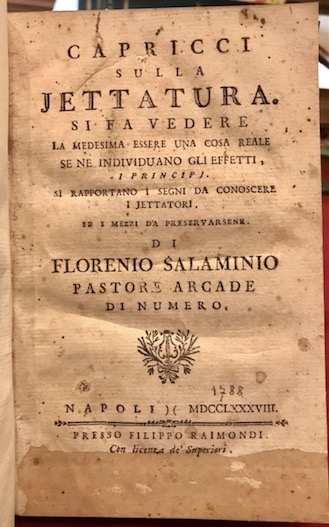 CAPRICCI
SULLA
JETTATURA.
SI FA VEDERE
LA MEDESIMA ESSERE UNA COSA REALE
SE NE INDIVIDUANO GLI EFFETTI,
I PRINCIPJ.
SI RAPPORTANO I SEGNI DA CONOSCERE
I JETTATORI,
ED I MEZZI DA PRESERVARSENE.
DI
FLORENIO SALAMINIO
PASTORE ARCADE
DI NUMERO.
1788
NAPOLI )( MDCCLXXXVIII.
PRESSO FILIPPO RAIMONDI.
Con licenza de' Superiori.